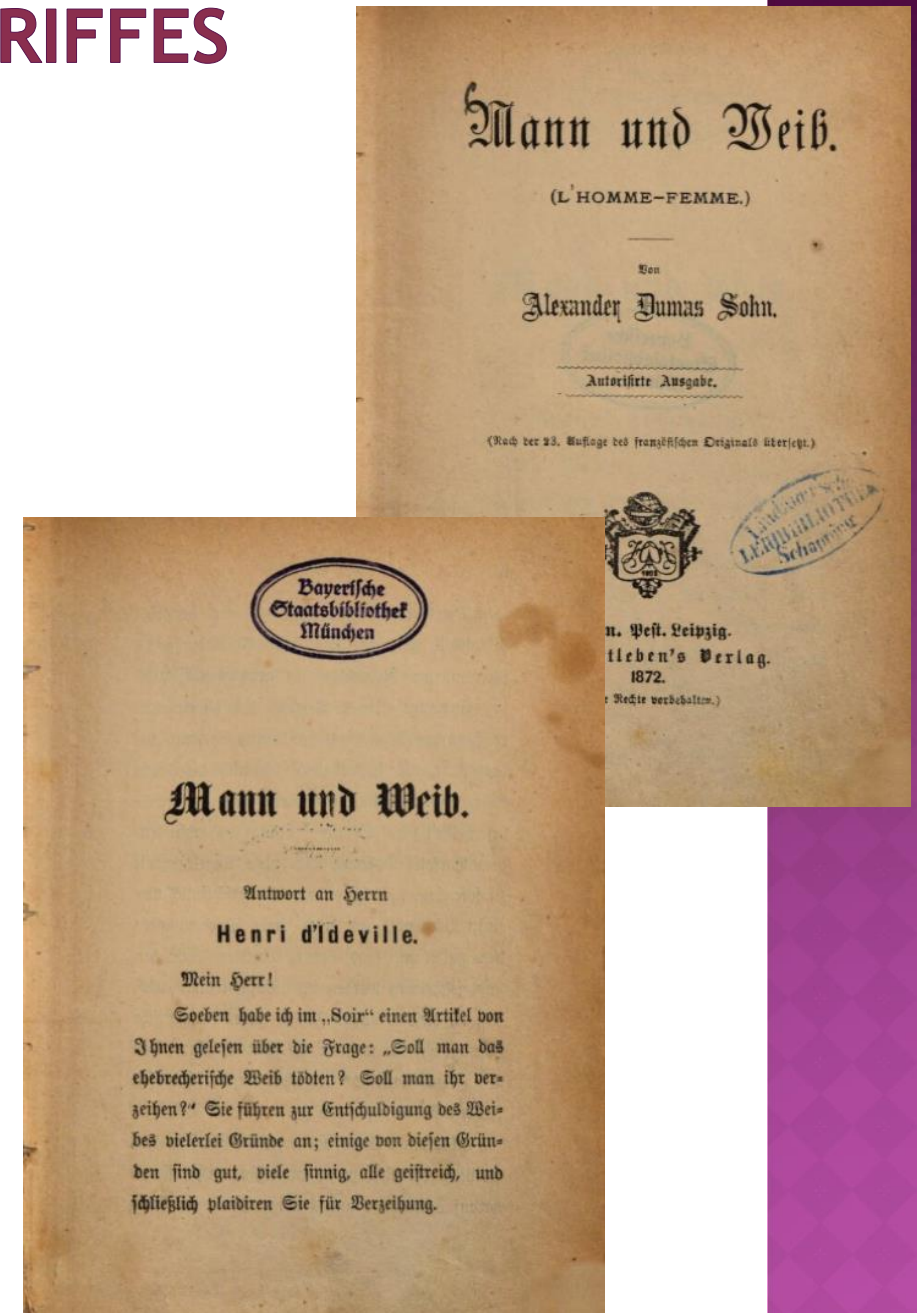 RIFFES
Mann und Weib.
(L'HOMME-FEMME.)
Von
Alexander Dumas Sohn.
Autorisirte Ausgabe.
(Nach der 23. Auflage des französischen Originals übersetzt.)
LEIHBIBLIOTHEK
n. Pest. Leipzig.
tleben's Verlag.
1872.
e Rechte vorbehalten.)
Bayerische
Staatsbibliothek
München
Mann und Weib.
Antwort an Herrn
Henri d'Ideville.
Mein Herr!
Soeben habe ich im „Soir“ einen Artikel von
Ihnen gelesen über die Frage: „Soll man das
ehebrecherische Weib tödten? Soll man ihr ver-
zeihen?“ Sie führen zur Entschuldigung des Wei-
bes vielerlei Gründe an; einige von diesen Grün-
den sind gut, viele sinnig, alle geistreich, und
schließlich plaidiren Sie für Verzeihung.